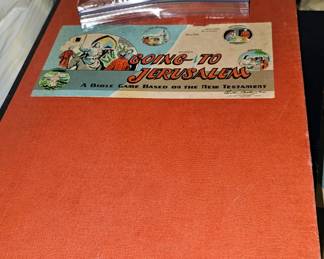 GOING TO
JERUSALEM
A BIBLE GAME BASED ON THE NEW TESTAMENT